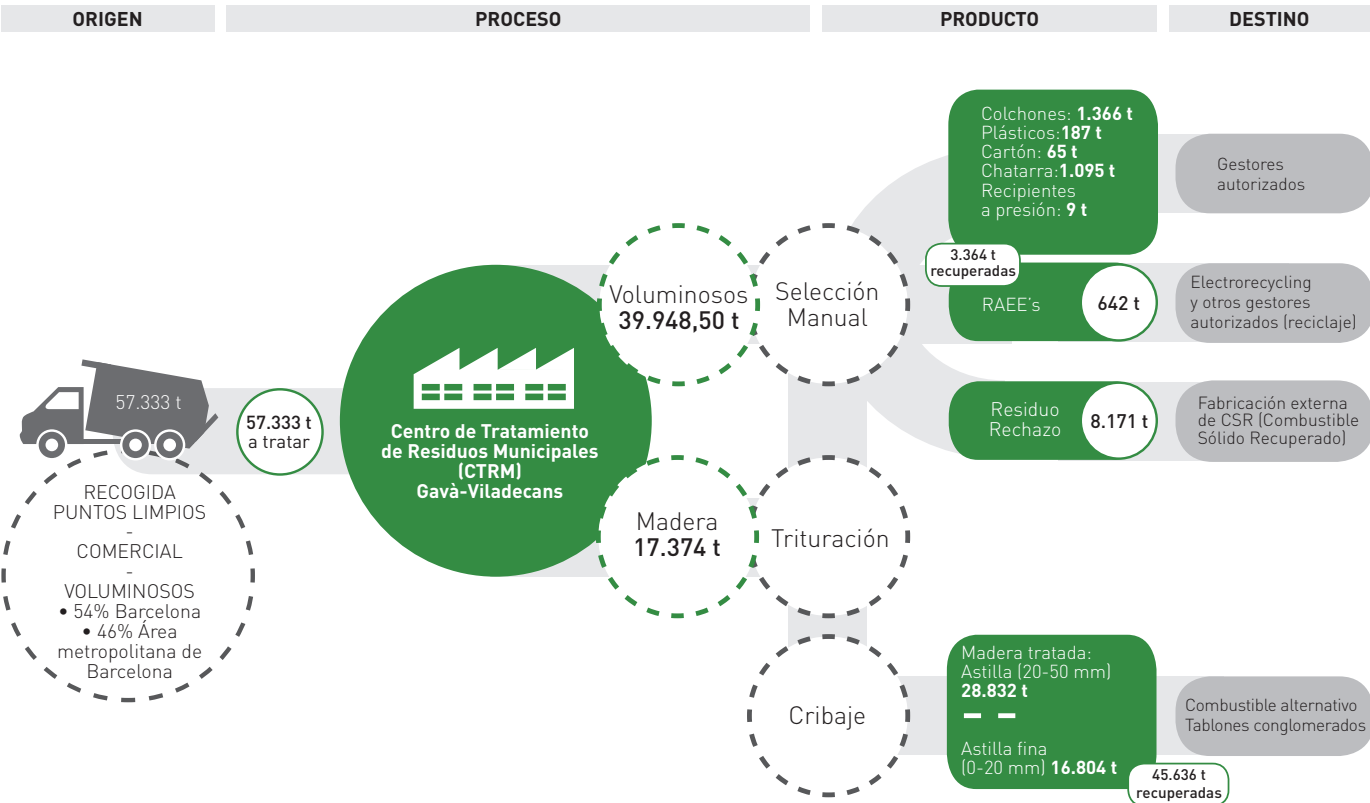 ORIGEN
PROCESO
PRODUCTO
DESTINO
57.333 t
RECOGIDA
PUNTOS LIMPIOS
-
COMERCIAL
-
VOLUMINOSOS
• 54% Barcelona
• 46% Área
metropolitana de
Barcelona
57.333 t
a tratar
Centro de Tratamiento
de Residuos Municipales
(CTRM)
Gavà-Viladecans
Voluminosos
39.948,50 t
Selección
Manual
Madera
17.374 t
Trituración
Cribaje
Colchones: 1.366 t
Plásticos:187 t
Cartón: 65 t
Chatarra:1.095 t
Recipientes
a presión: 9 t
Gestores
autorizados
3.364 t
recuperadas
RAEE's
642 t
Electrorecycling
y otros gestores
autorizados (reciclaje)
Residuo
Rechazo
8.171 t
Fabricación externa
de CSR (Combustible
Sólido Recuperado)
Madera tratada:
Astilla (20-50 mm)
28.832 t
Astilla fina
(0-20 mm) 16.804 t
45.636 t
recuperadas
Combustible alternativo
Tablones conglomerados